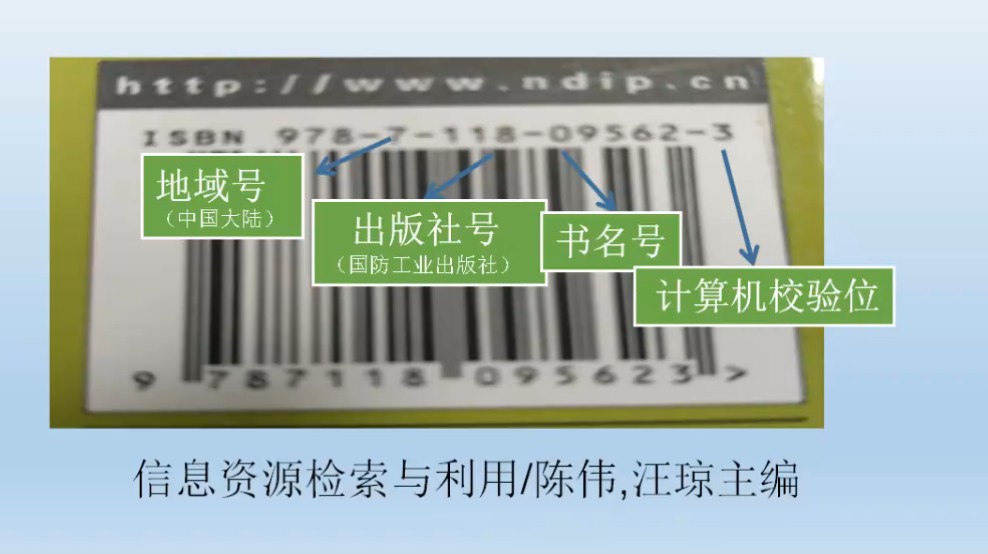 http://www.ndip.cn
ISBN 978-7-118-09562-3
地域号
（中国大陆）
出版社号
（国防工业出版社）
书名号
计算机校验位
9 787118 095623 >
信息资源检索与利用/陈伟,汪琼主编